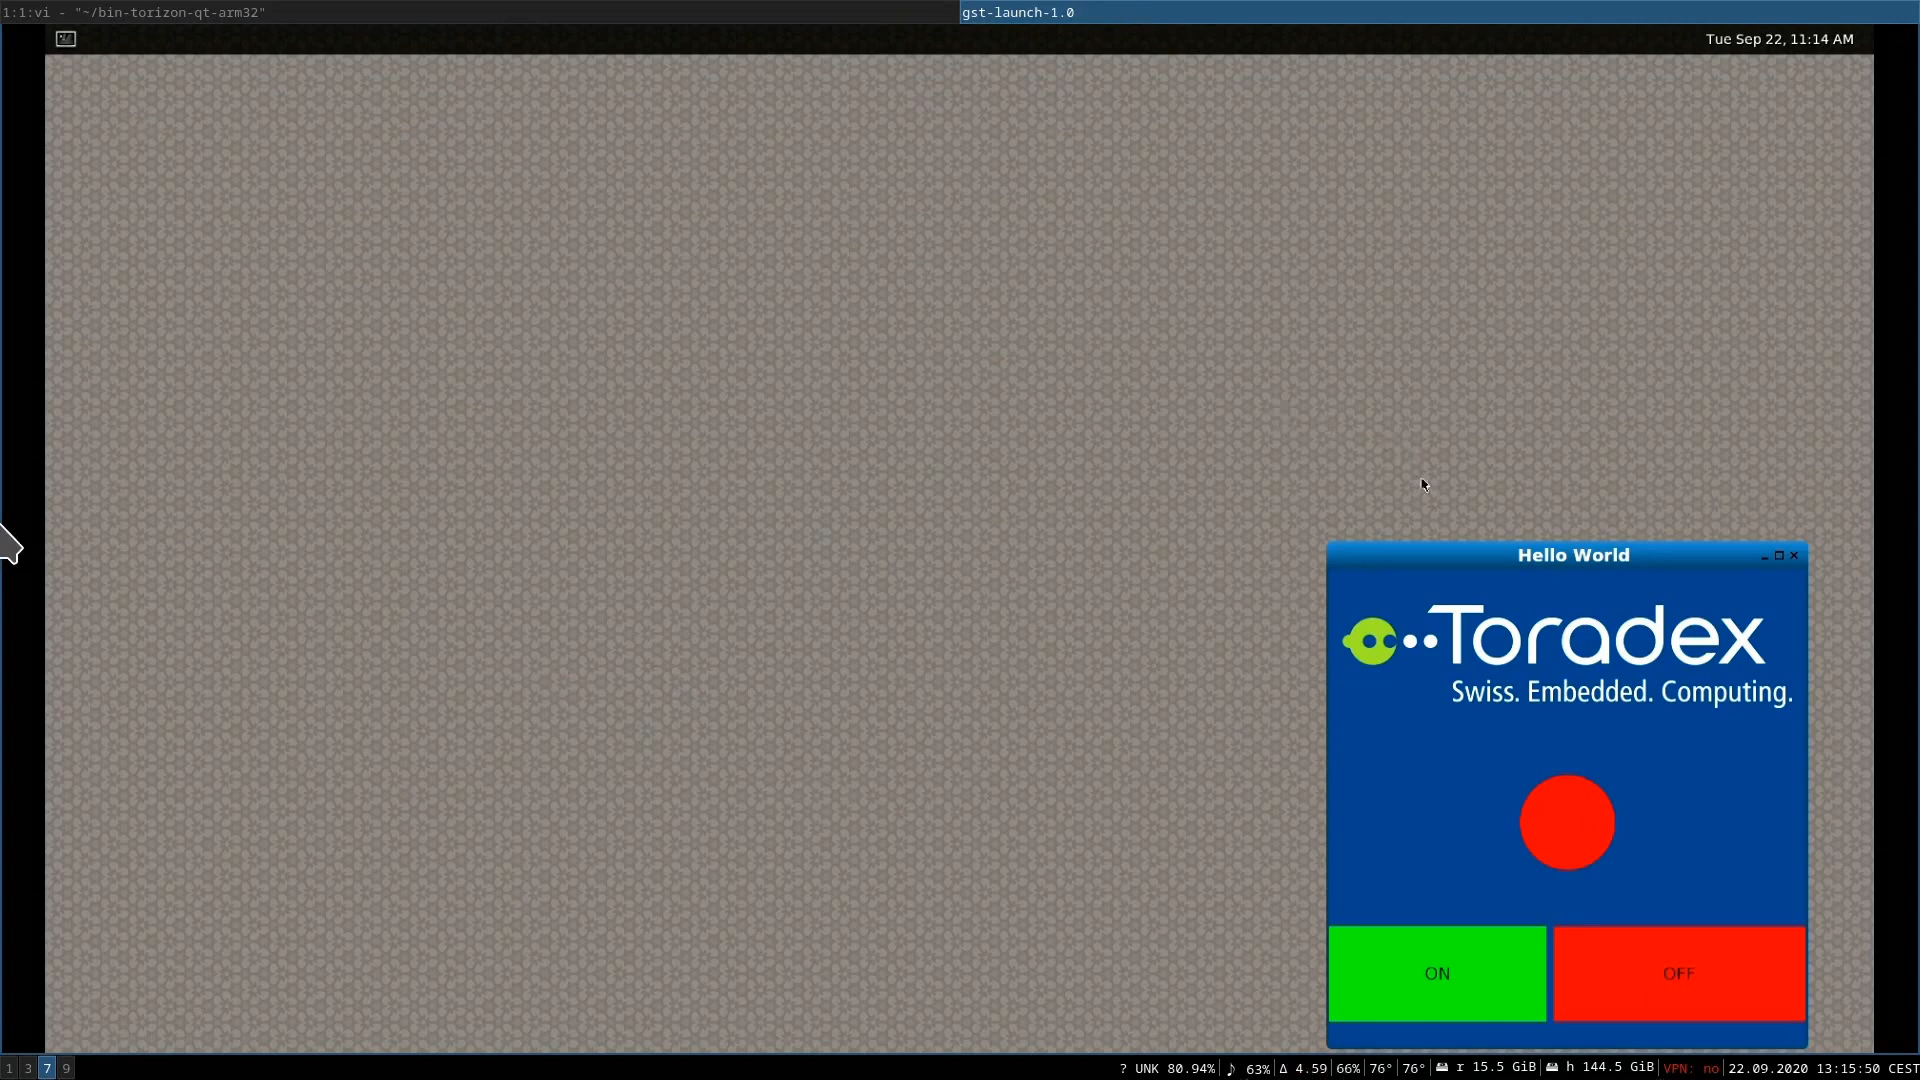 1:1:vi - "~/bin-torizon-qt-arm32"
gst-launch-1.0
Tue Sep 22, 11:14 AM
Hello World
Toradex
Swiss. Embedded. Computing.
ON
OFF
1 3 7 9
? UNK 80.94%| ♪ 63%| Δ 4.59| 66%| 76°| 76°| r 15.5 GiB| h 144.5 GiB| VPN: no| 22.09.2020 13:15:50 CEST